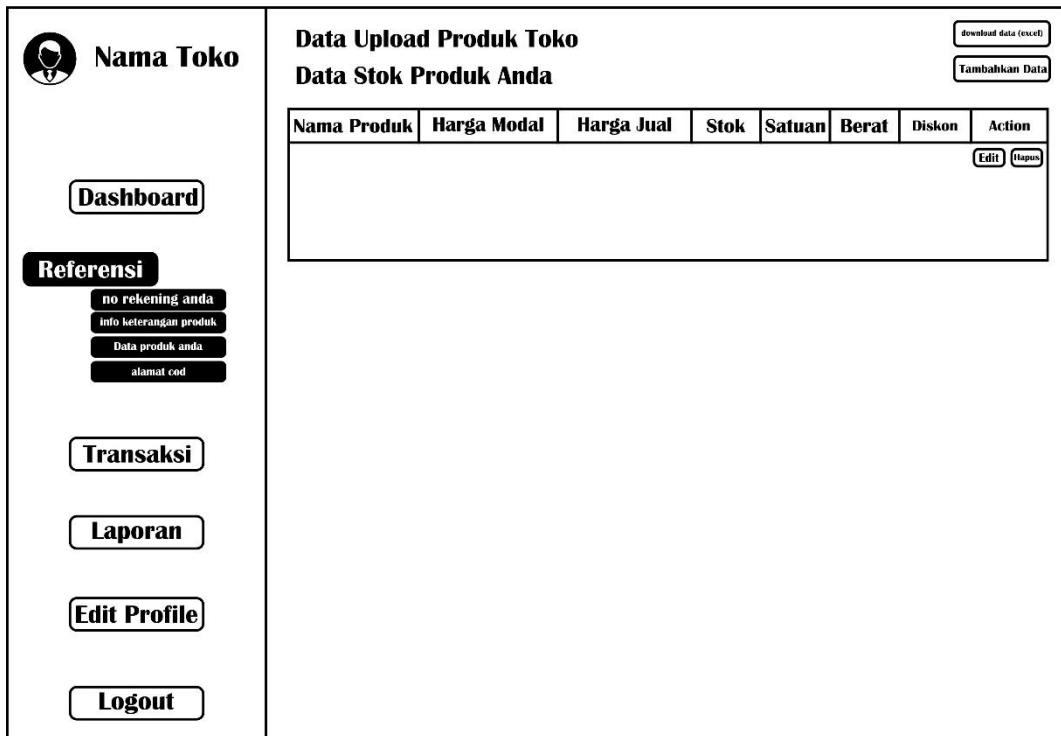 Nama Toko
Dashboard
Referensi
no rekening anda
info keterangan produk
Data produk anda
alamat cod
Transaksi
Laporan
Edit Profile
Logout
Data Upload Produk Toko
Data Stok Produk Anda
download data (excel)
Tambahkan Data
Nama Produk Harga Modal Harga Jual Stok Satuan Berat Diskon Action
Edit Hapus